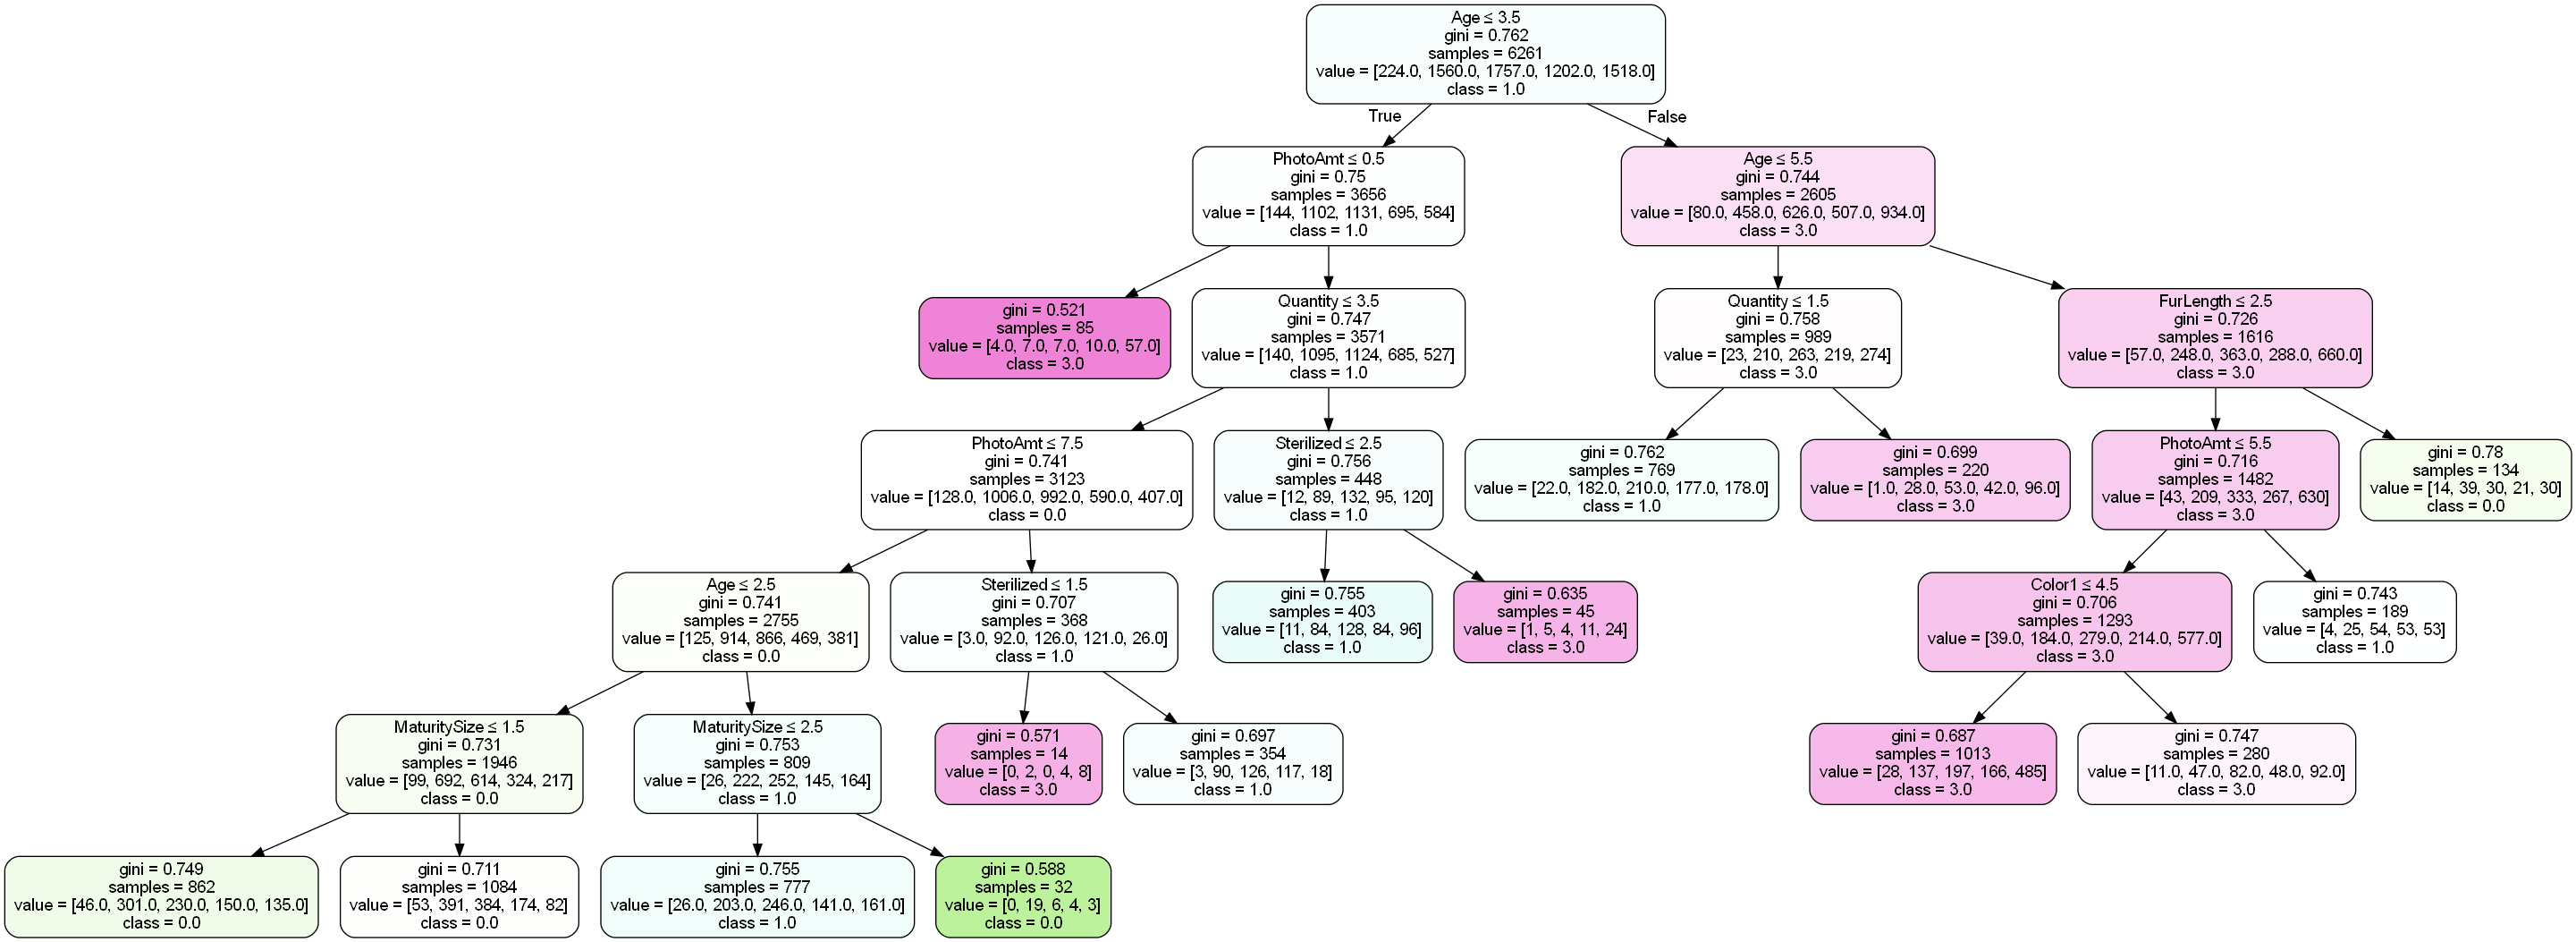 Age ≤ 3.5
gini = 0.762
samples = 6261
value = [224.0, 1560.0, 1757.0, 1202.0, 1518.0]
class = 1.0
True
False
PhotoAmt ≤ 0.5
gini = 0.75
samples = 3656
value = [144, 1102, 1131, 695, 584]
class = 1.0
Age ≤ 5.5
gini = 0.744
samples = 2605
value = [80.0, 458.0, 626.0, 507.0, 934.0]
class = 3.0
gini = 0.521
samples = 85
value = [4.0, 7.0, 7.0, 10.0, 57.0]
class = 3.0
Quantity ≤ 3.5
gini = 0.747
samples = 3571
value = [140, 1095, 1124, 685, 527]
class = 1.0
Quantity ≤ 1.5
gini = 0.758
samples = 989
value = [23, 210, 263, 219, 274]
class = 3.0
FurLength ≤ 2.5
gini = 0.726
samples = 1616
value = [57.0, 248.0, 363.0, 288.0, 660.0]
class = 3.0
PhotoAmt ≤ 7.5
gini = 0.741
samples = 3123
value = [128.0, 1006.0, 992.0, 590.0, 407.0]
class = 0.0
Sterilized ≤ 2.5
gini = 0.756
samples = 448
value = [12, 89, 132, 95, 120]
class = 1.0
gini = 0.762
samples = 769
value = [22.0, 182.0, 210.0, 177.0, 178.0]
class = 1.0
gini = 0.699
samples = 220
value = [1.0, 28.0, 53.0, 42.0, 96.0]
class = 3.0
PhotoAmt ≤ 5.5
gini = 0.716
samples = 1482
value = [43, 209, 333, 267, 630]
class = 3.0
gini = 0.78
samples = 134
value = [14, 39, 30, 21, 30]
class = 0.0
Age ≤ 2.5
gini = 0.741
samples = 2755
value = [125, 914, 866, 469, 381]
class = 0.0
Sterilized ≤ 1.5
gini = 0.707
samples = 368
value = [3.0, 92.0, 126.0, 121.0, 26.0]
class = 1.0
gini = 0.755
samples = 403
value = [11, 84, 128, 84, 96]
class = 1.0
gini = 0.635
samples = 45
value = [1, 5, 4, 11, 24]
class = 3.0
Color1 ≤ 4.5
gini = 0.706
samples = 1293
value = [39.0, 184.0, 279.0, 214.0, 577.0]
class = 3.0
gini = 0.743
samples = 189
value = [4, 25, 54, 53, 53]
class = 1.0
MaturitySize ≤ 1.5
gini = 0.731
samples = 1946
value = [99, 692, 614, 324, 217]
class = 0.0
MaturitySize ≤ 2.5
gini = 0.753
samples = 809
value = [26, 222, 252, 145, 164]
class = 1.0
gini = 0.571
samples = 14
value = [0, 2, 0, 4, 8]
class = 3.0
gini = 0.697
samples = 354
value = [3, 90, 126, 117, 18]
class = 1.0
gini = 0.687
samples = 1013
value = [28, 137, 197, 166, 485]
class = 3.0
gini = 0.747
samples = 280
value = [11.0, 47.0, 82.0, 48.0, 92.0]
class = 3.0
gini = 0.749
samples = 862
value = [46.0, 301.0, 230.0, 150.0, 135.0]
class = 0.0
gini = 0.711
samples = 1084
value = [53, 391, 384, 174, 82]
class = 0.0
gini = 0.755
samples = 777
value = [26.0, 203.0, 246.0, 141.0, 161.0]
class = 1.0
gini = 0.588
samples = 32
value = [0, 19, 6, 4, 3]
class = 0.0